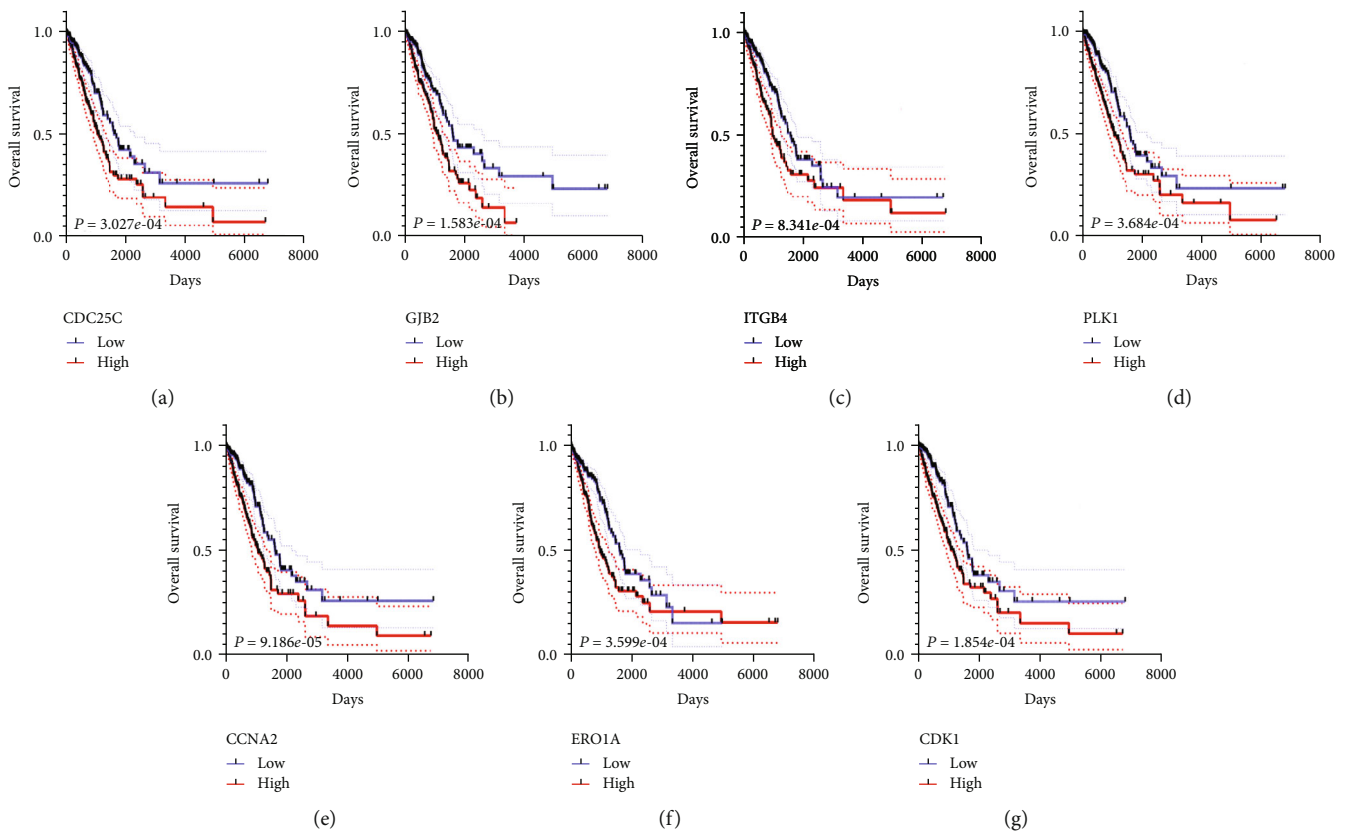 1.0
0.5
0.0
Overall survival
P = 3.027e-04
0 2000 4000 6000 8000
Days
CDC25C
Low
High
(a)
1.0
0.5
0.0
Overall survival
P = 1.583e-04
0 2000 4000 6000 8000
Days
GJB2
Low
High
(b)
1.0
0.5
0.0
Overall survival
P = 8.341e-04
0 2000 4000 6000 8000
Days
ITGB4
Low
High
(c)
1.0
0.5
0.0
Overall survival
P = 3.684e-04
0 2000 4000 6000 8000
Days
PLK1
Low
High
(d)
1.0
0.5
0.0
Overall survival
P = 9.186e-05
0 2000 4000 6000 8000
Days
CCNA2
Low
High
(e)
1.0
0.5
0.0
Overall survival
P = 3.599e-04
0 2000 4000 6000 8000
Days
ERO1A
Low
High
(f)
1.0
0.5
0.0
Overall survival
P = 1.854e-04
0 2000 4000 6000 8000
Days
CDK1
Low
High
(g)